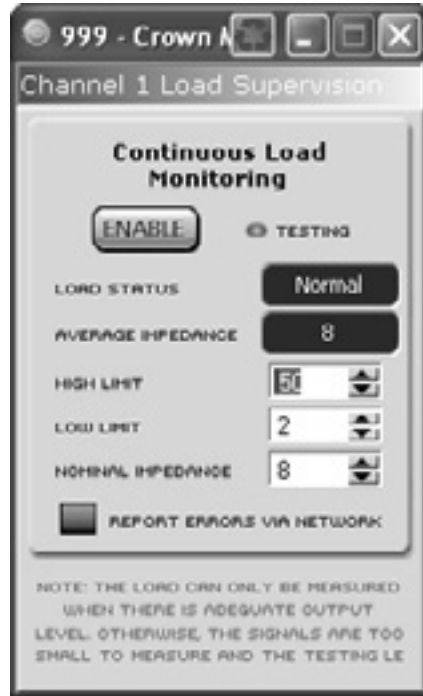 999 - Crown M
Channel 1 Load Supervision
Continuous Load
Monitoring
ENABLE
TESTING
LOAD STATUS
Normal
AVERAGE IMPEDANCE
8
HIGH LIMIT
50
LOW LIMIT
2
NOMINAL IMPEDANCE
8
REPORT ERRORS VIA NETWORK
NOTE: THE LOAD CAN ONLY BE MEASURED
WHEN THERE IS ADEQUATE OUTPUT
LEVEL. OTHERWISE, THE SIGNALS ARE TOO
SMALL TO MEASURE AND THE TESTING LE